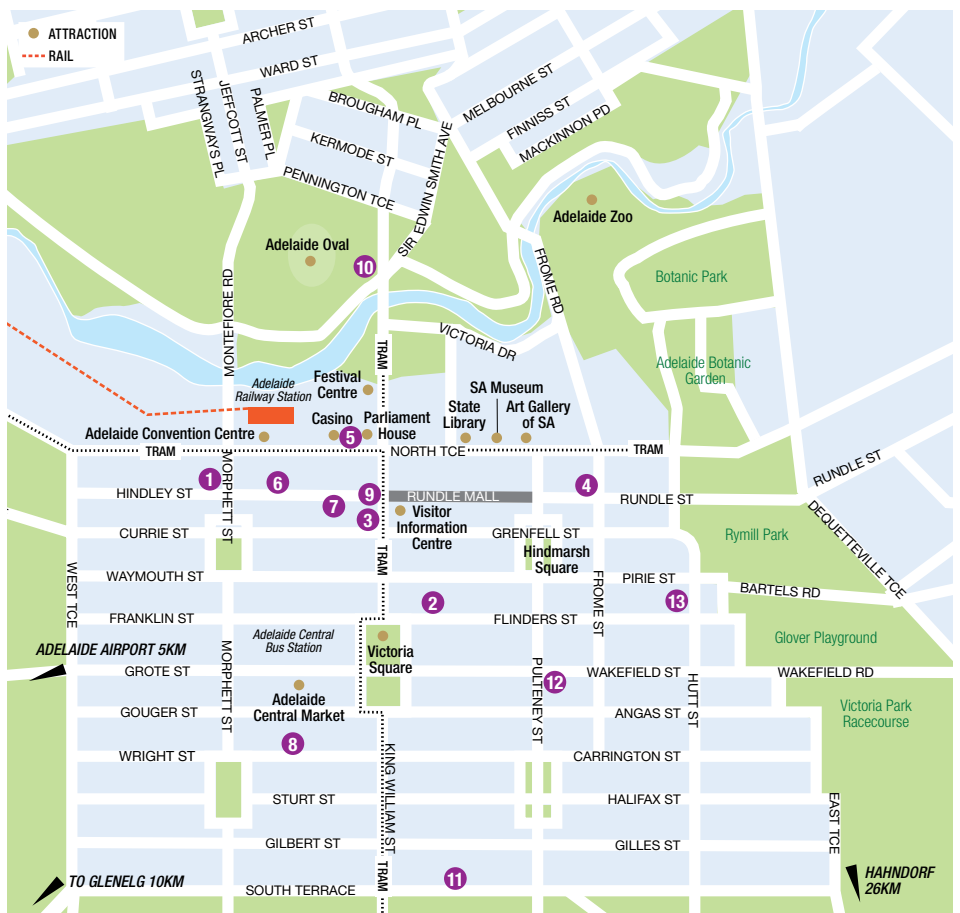 ATTRACTION
RAIL
ARCHER ST
WARD ST
STRANGWAYS PL
JEFFCOTT ST
PALMER PL
BROUGHAM PL
KERMODE ST
PENNINGTON TCE
MELBOURNE ST
FINNISS ST
MACKINNON PD
SIR EDWIN SMITH AVE
Adelaide Zoo
Adelaide Oval
10
MONTEFIORE RD
FROME RD
Botanic Park
VICTORIA DR
TRAM
Adelaide Botanic
Garden
Adelaide
Railway Station
Festival
Centre
SA Museum
Casino
Parliament
House
State
Library
Art Gallery
of SA
5
Adelaide Convention Centre
TRAM
NORTH TCE
TRAM
RUNDLE ST
1
6
MORPHETT ST
4
HINDLEY ST
7
9
RUNDLE MALL
RUNDLE ST
3
Visitor
Information
Centre
CURRIE ST
GRENFELL ST
Rymill Park
DEQUETTEVILLE TCE
Hindmarsh
Square
TRAM
WEST TCE
WAYMOUTH ST
FROME ST
PIRIE ST
BARTELS RD
2
13
FRANKLIN ST
FLINDERS ST
Adelaide Central
Bus Station
Victoria
Square
Glover Playground
ADELAIDE AIRPORT 5KM
GROTE ST
MORPHETT ST
PULTENEY ST
12
WAKEFIELD ST
HUTT ST
WAKEFIELD RD
Adelaide
Central Market
GOUGER ST
ANGAS ST
Victoria Park
Racecourse
8
WRIGHT ST
KING WILLIAM ST
CARRINGTON ST
STURT ST
HALIFAX ST
EAST TCE
GILBERT ST
GILLES ST
TO GLENELG 10KM
TRAM
11
SOUTH TERRACE
HAHNDORF
26KM